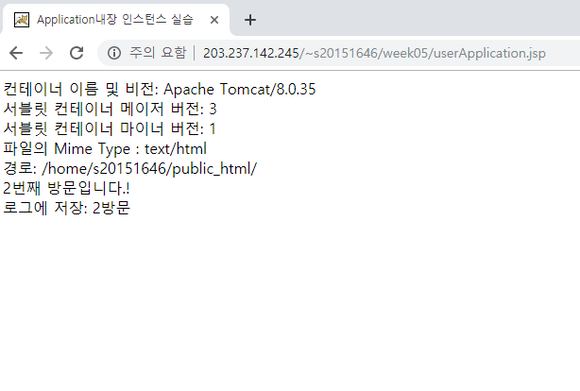 Application내장 인스턴스 실습
주의 요함 203.237.142.245/~s20151646/week05/userApplication.jsp
컨테이너 이름 및 비전: Apache Tomcat/8.0.35
서블릿 컨테이너 메이저 버전: 3
서블릿 컨테이너 마이너 버전: 1
파일의 Mime Type : text/html
경로: /home/s20151646/public_html/
2번째 방문입니다.!
로그에 저장: 2방문